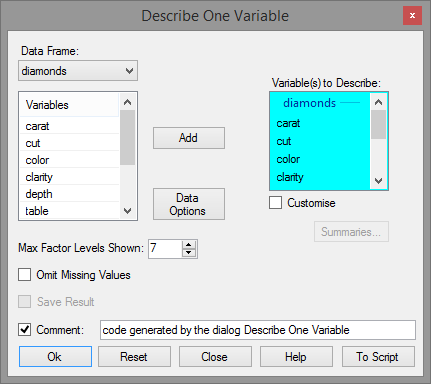 Describe One Variable
x
Data Frame:
diamonds
Variables
carat
cut
color
clarity
depth
table
Add
Data
Options
Variable(s) to Describe:
diamonds
carat
cut
color
clarity
Customise
Summaries...
Max Factor Levels Shown: 7
Omit Missing Values
Save Result
Comment: code generated by the dialog Describe One Variable
Ok Reset Close Help To Script